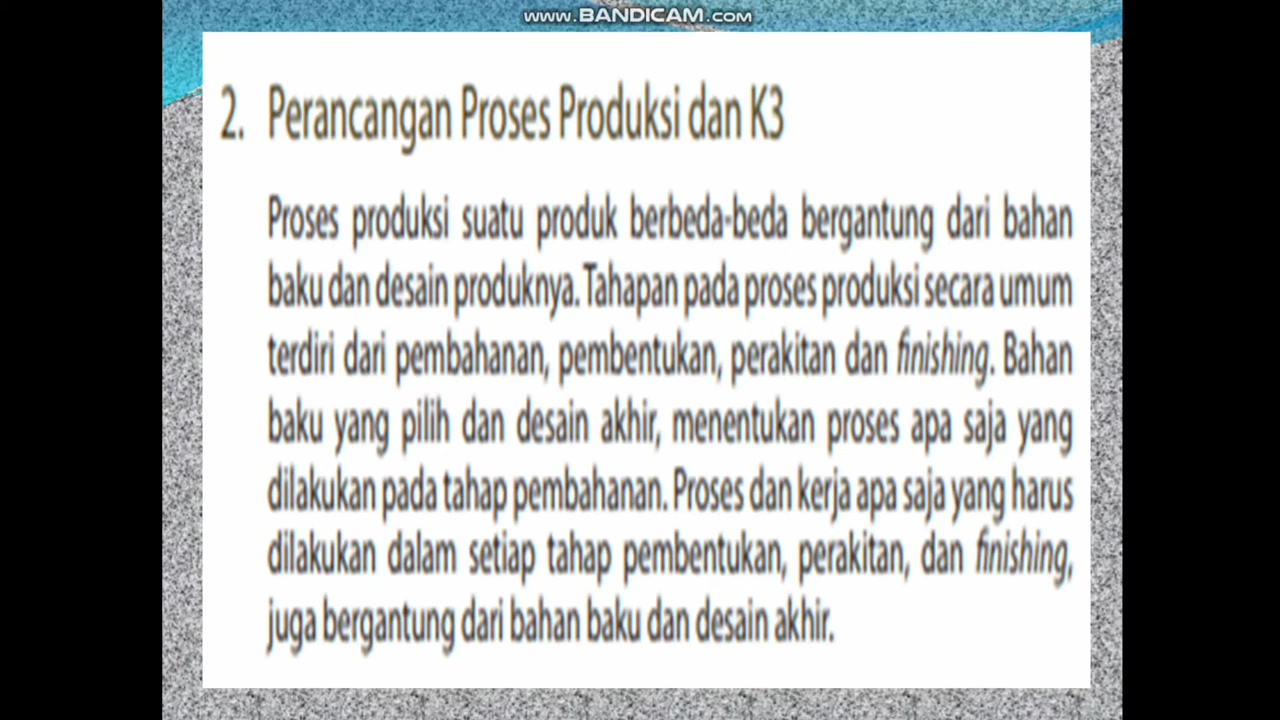 www.BANDICAM.com
2. Perancangan Proses Produksi dan K3
Proses produksi suatu produk berbeda-beda bergantung dari bahan
baku dan desain produknya. Tahapan pada proses produksi secara umum
terdiri dari pembahanan, pembentukan, perakitan dan finishing. Bahan
baku yang pilih dan desain akhir, menentukan proses apa saja yang
dilakukan pada tahap pembahanan. Proses dan kerja apa saja yang harus
dilakukan dalam setiap tahap pembentukan, perakitan, dan finishing,
juga bergantung dari bahan baku dan desain akhir.